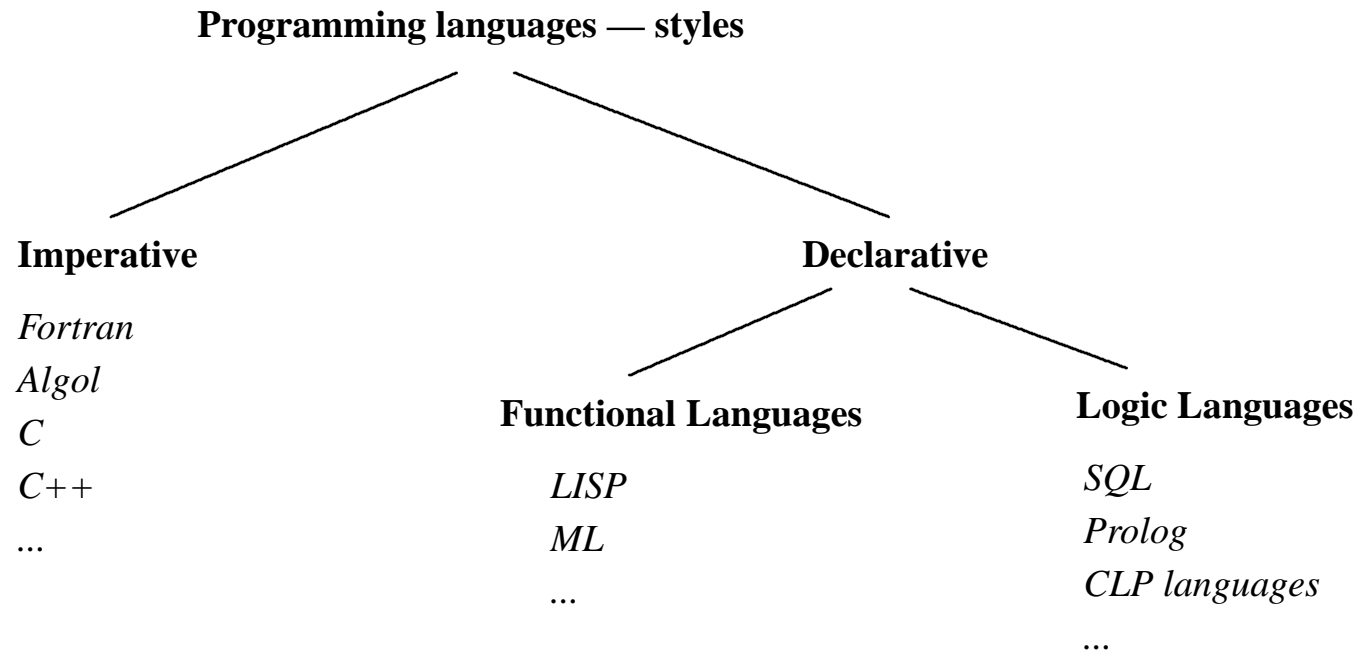 Programming languages — styles
Imperative
Fortran
Algol
C
C++
...
Declarative
Functional Languages
LISP
ML
...
Logic Languages
SQL
Prolog
CLP languages
...